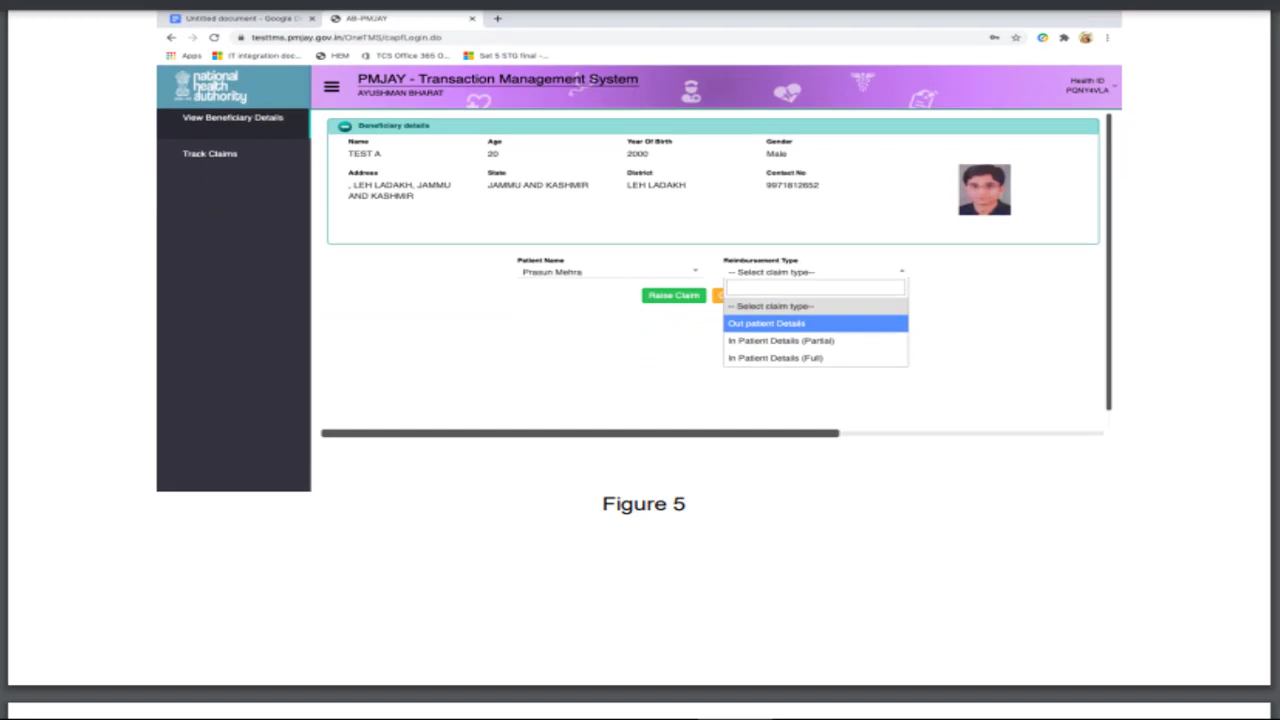 Untitled document - Google D
AB-PMJAY
testtms.pmjay.gov.in/OneTMS/capfLogin.do
Apps IT integration doc... HEM TCS Office 365 O... Set 5 STG final -...
national
health
authority
PMJAY - Transaction Management System
AYUSHMAN BHARAT
Health ID
PQNY4VLA
View Beneficiary Details
Track Claims
Beneficiary details
Name Age Year Of Birth Gender
TEST A 20 2000 Male
Address State District Contact No
, LEH LADAKH, JAMMU JAMMU AND KASHMIR LEH LADAKH 9971812652
AND KASHMIR
Patient Name Reimbursement Type
Prasun Mehra -- Select claim type--
Raise Claim
-- Select claim type--
Out patient Details
In Patient Details (Partial)
In Patient Details (Full)
Figure 5